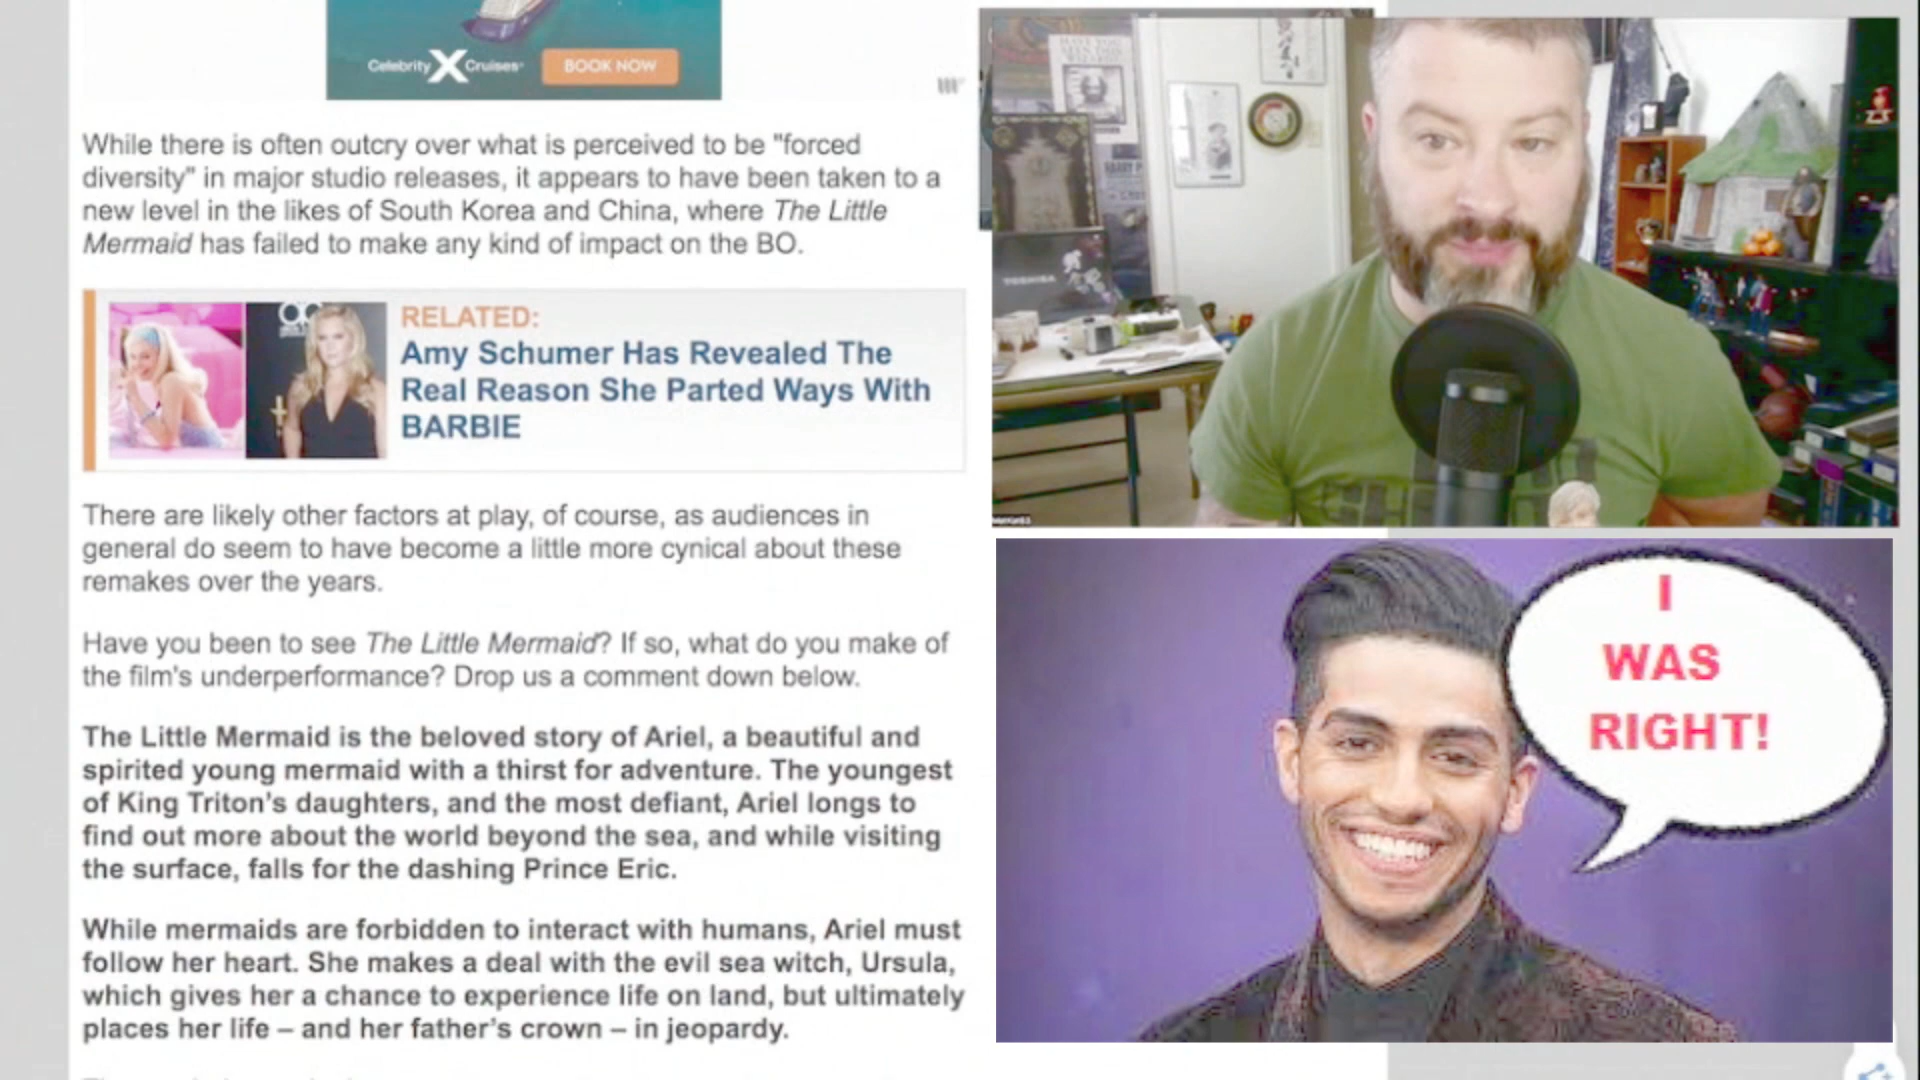 Celebrity X Cruises
BOOK NOW
While there is often outcry over what is perceived to be "forced
diversity" in major studio releases, it appears to have been taken to a
new level in the likes of South Korea and China, where The Little
Mermaid has failed to make any kind of impact on the BO.
RELATED:
Amy Schumer Has Revealed The
Real Reason She Parted Ways With
BARBIE
There are likely other factors at play, of course, as audiences in
general do seem to have become a little more cynical about these
remakes over the years.
Have you been to see The Little Mermaid? If so, what do you make of
the film's underperformance? Drop us a comment down below.
The Little Mermaid is the beloved story of Ariel, a beautiful and
spirited young mermaid with a thirst for adventure. The youngest
of King Triton's daughters, and the most defiant, Ariel longs to
find out more about the world beyond the sea, and while visiting
the surface, falls for the dashing Prince Eric.
While mermaids are forbidden to interact with humans, Ariel must
follow her heart. She makes a deal with the evil sea witch, Ursula,
which gives her a chance to experience life on land, but ultimately
places her life – and her father's crown – in jeopardy.
HAVE YOU
SEEN THIS
WIZARD?
TOSHIBA
I
WAS
RIGHT!